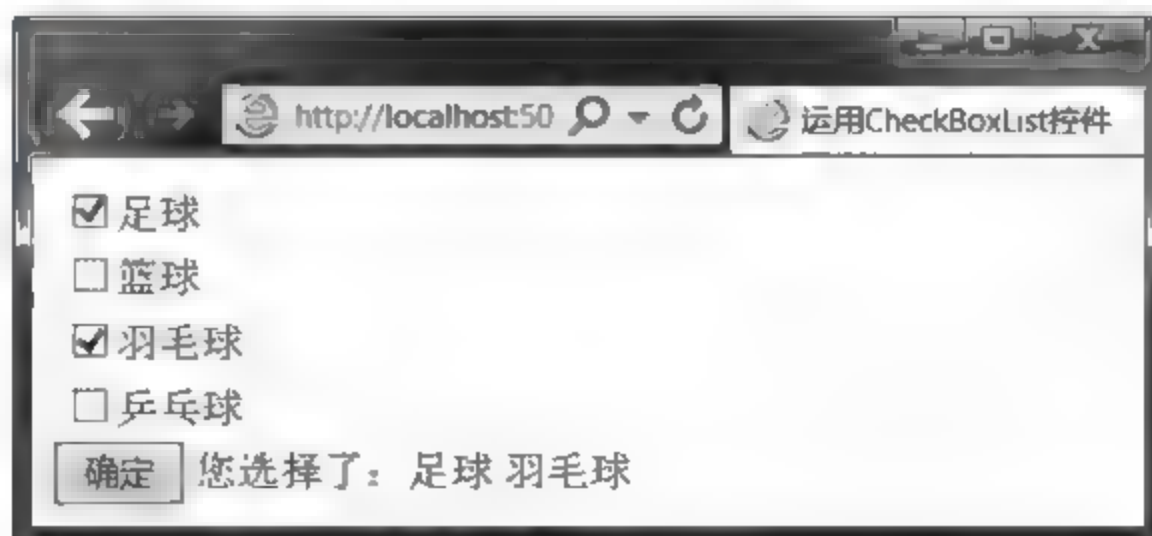 http://localhost:50
运用CheckBoxList控件
足球
篮球
羽毛球
乒乓球
确定 您选择了：足球 羽毛球